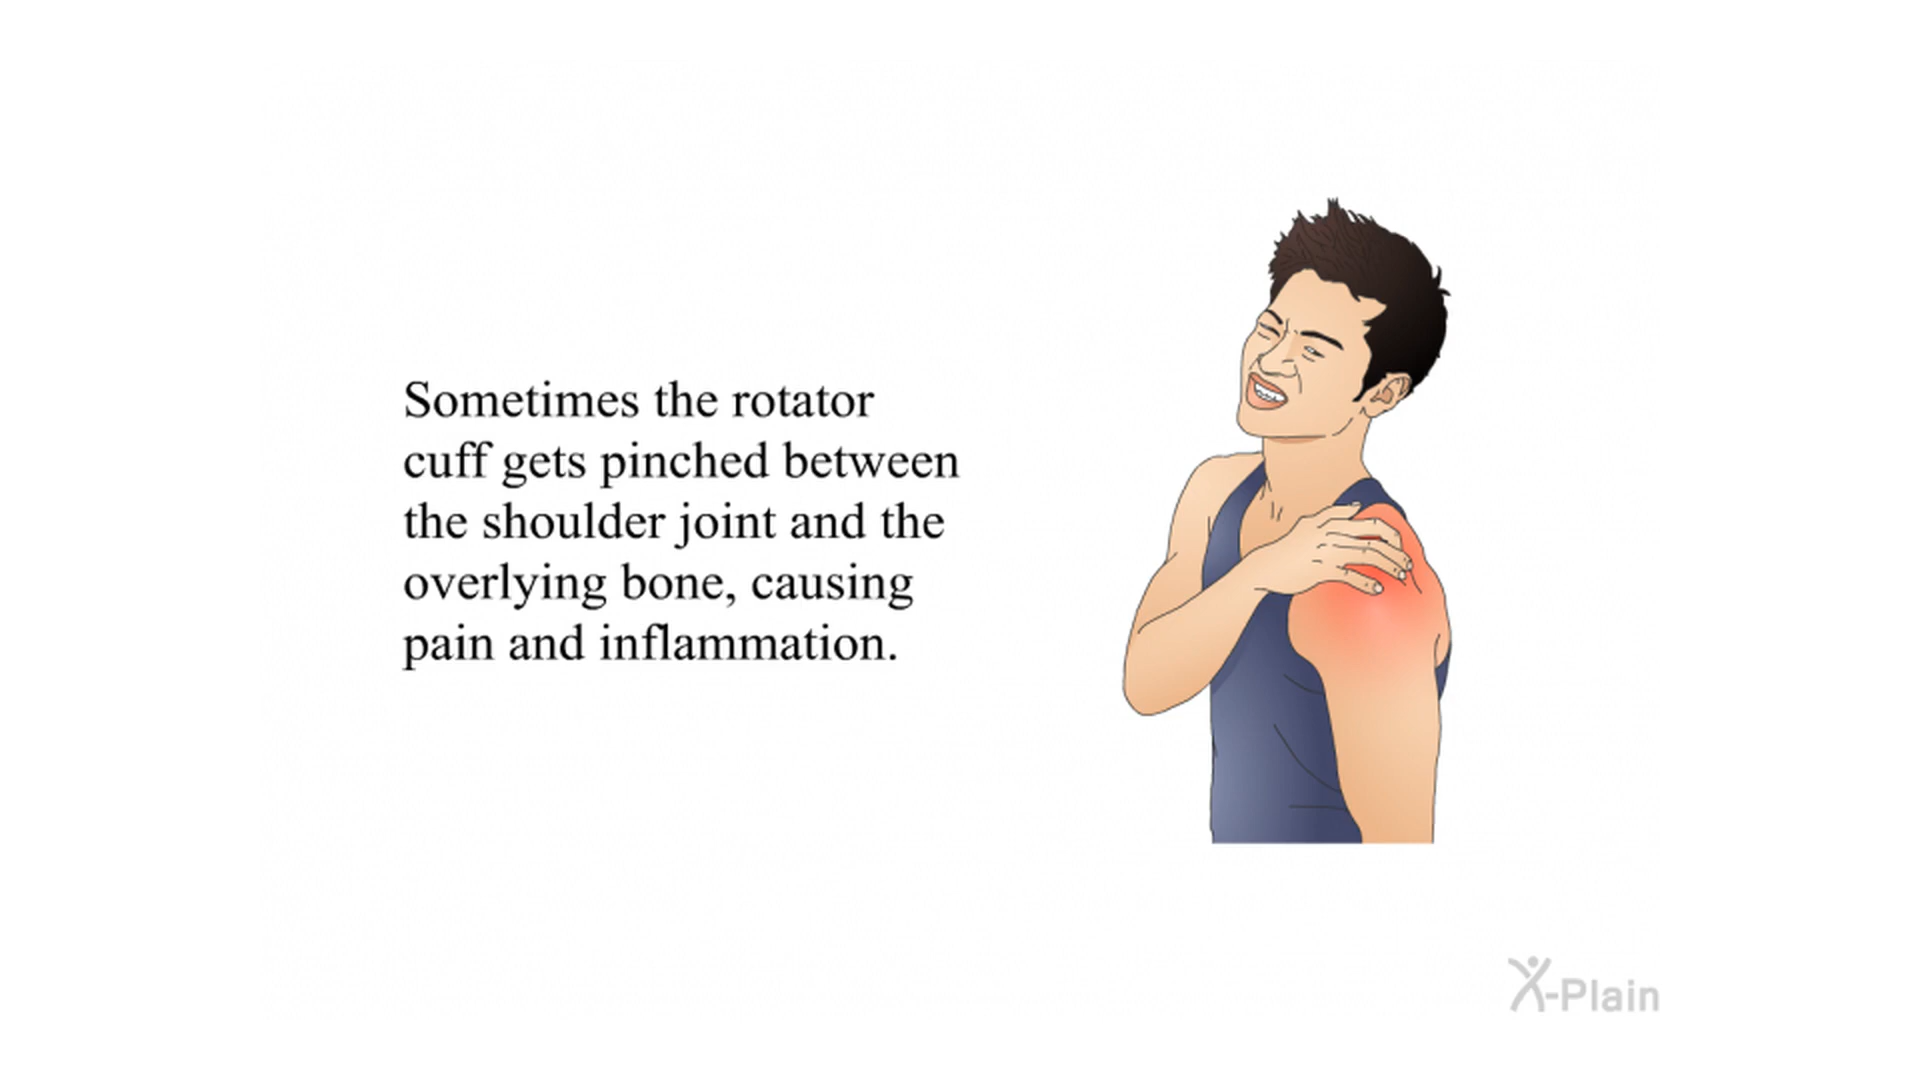 Sometimes the rotator
cuff gets pinched between
the shoulder joint and the
overlying bone, causing
pain and inflammation.
X-Plain